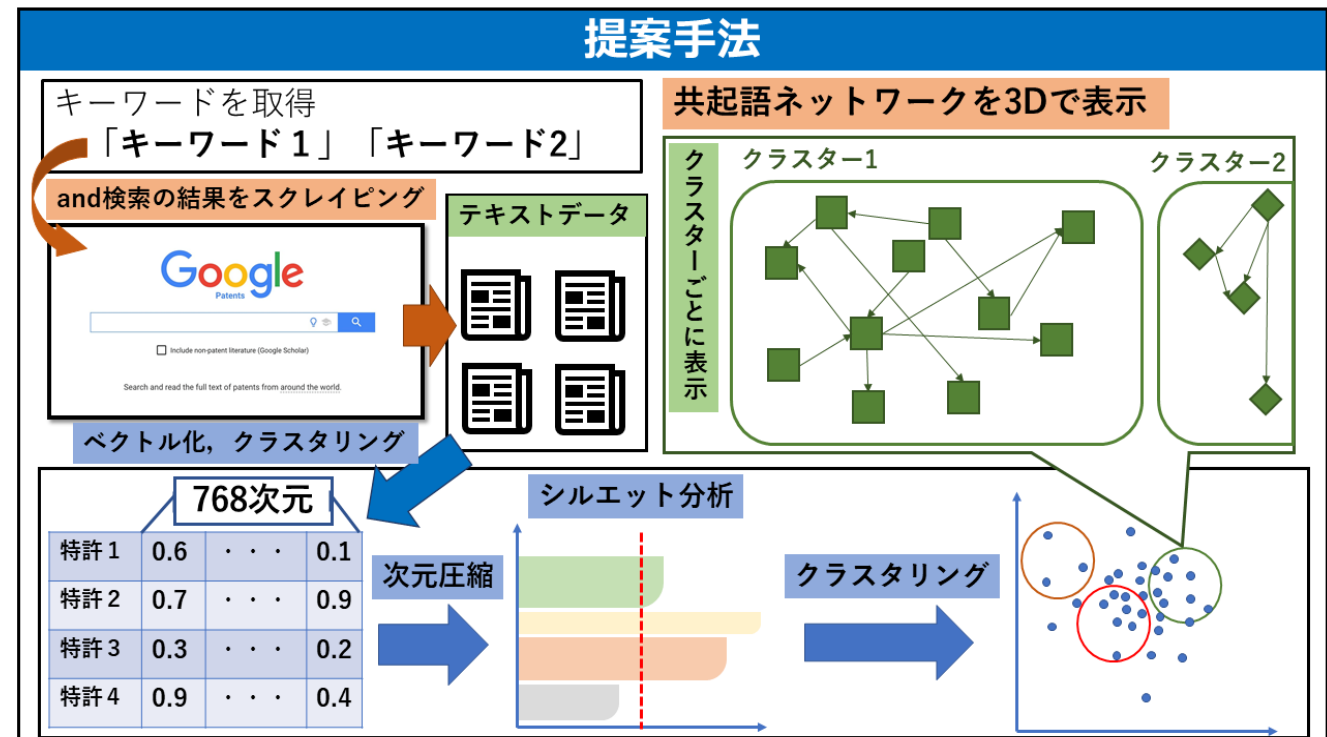 提案手法
キーワードを取得
「キーワード１」「キーワード2」
and検索の結果をスクレイピング
Google
Patents
Include non-patent literature (Google Scholar)
Search and read the full text of patents from around the world.
テキストデータ
共起語ネットワークを3Dで表示
クラスターごとに表示
クラスター1
クラスター2
ベクトル化，クラスタリング
768次元
特許１ 0.6 ・・・ 0.1
特許２ 0.7 ・・・ 0.9
特許３ 0.3 ・・・ 0.2
特許４ 0.9 ・・・ 0.4
次元圧縮
シルエット分析
クラスタリング